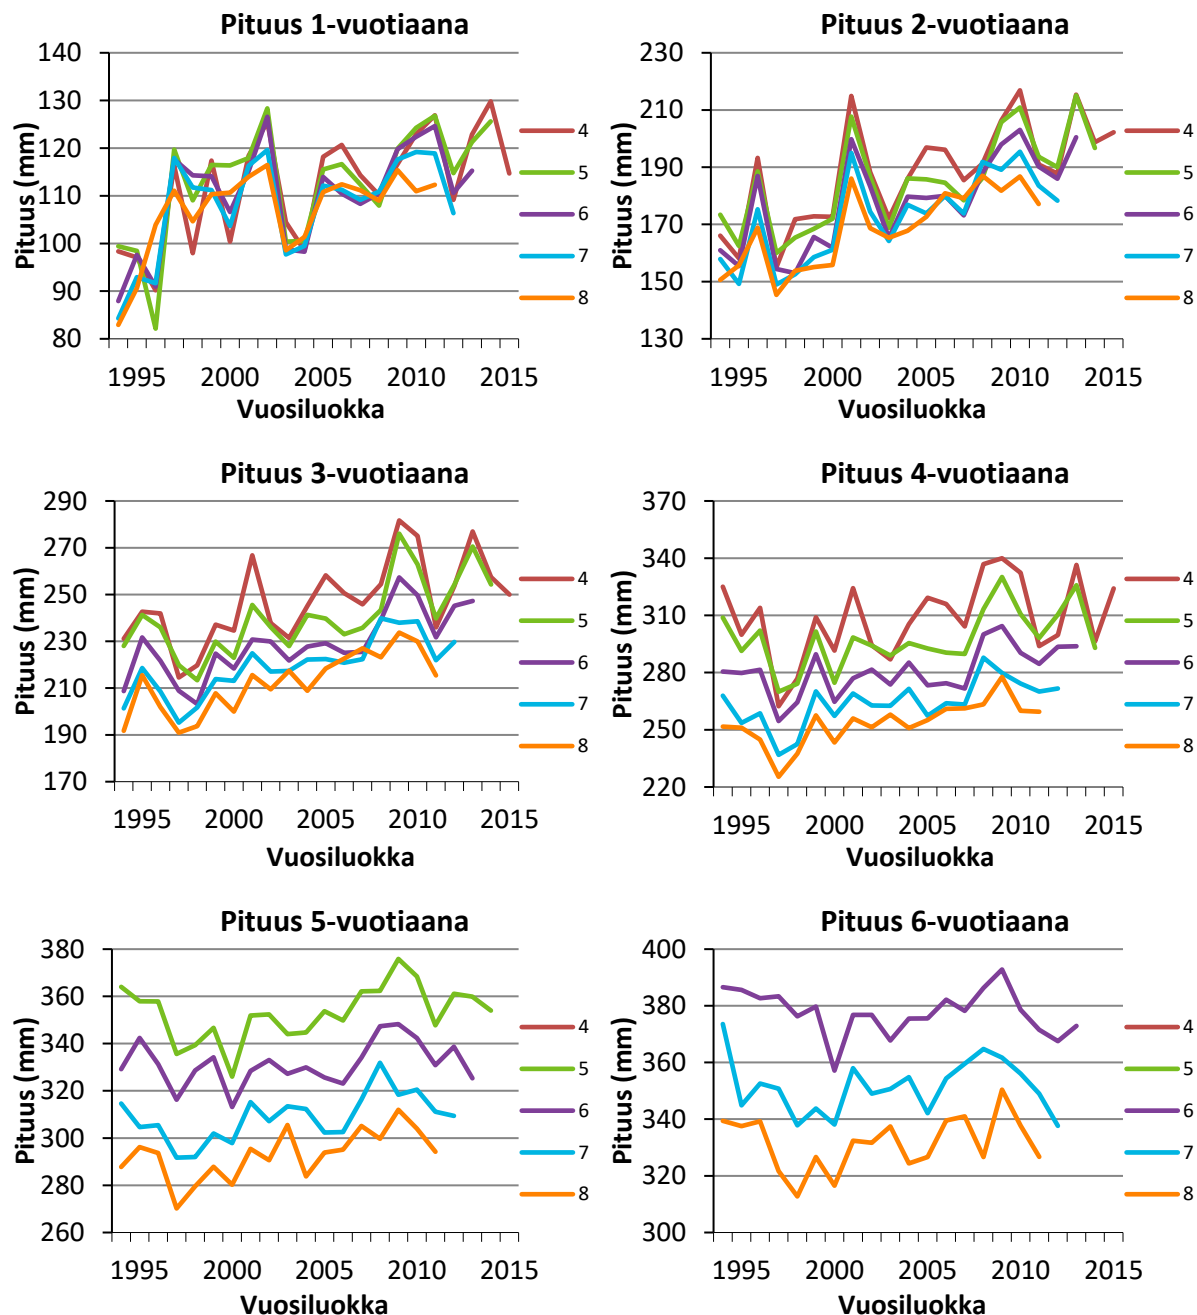 Pituus 1-vuotiaana
Pituus (mm)
140
130
120
110
100
90
80
1995 2000 2005 2010 2015
Vuosiluokka
4
5
6
7
8
Pituus 2-vuotiaana
Pituus (mm)
230
210
190
170
150
130
1995 2000 2005 2010 2015
Vuosiluokka
4
5
6
7
8
Pituus 3-vuotiaana
Pituus (mm)
290
270
250
230
210
190
170
1995 2000 2005 2010 2015
Vuosiluokka
4
5
6
7
8
Pituus 4-vuotiaana
Pituus (mm)
370
340
310
280
250
220
1995 2000 2005 2010 2015
Vuosiluokka
4
5
6
7
8
Pituus 5-vuotiaana
Pituus (mm)
380
360
340
320
300
280
260
1995 2000 2005 2010 2015
Vuosiluokka
4
5
6
7
8
Pituus 6-vuotiaana
Pituus (mm)
400
380
360
340
320
300
1995 2000 2005 2010 2015
Vuosiluokka
4
5
6
7
8